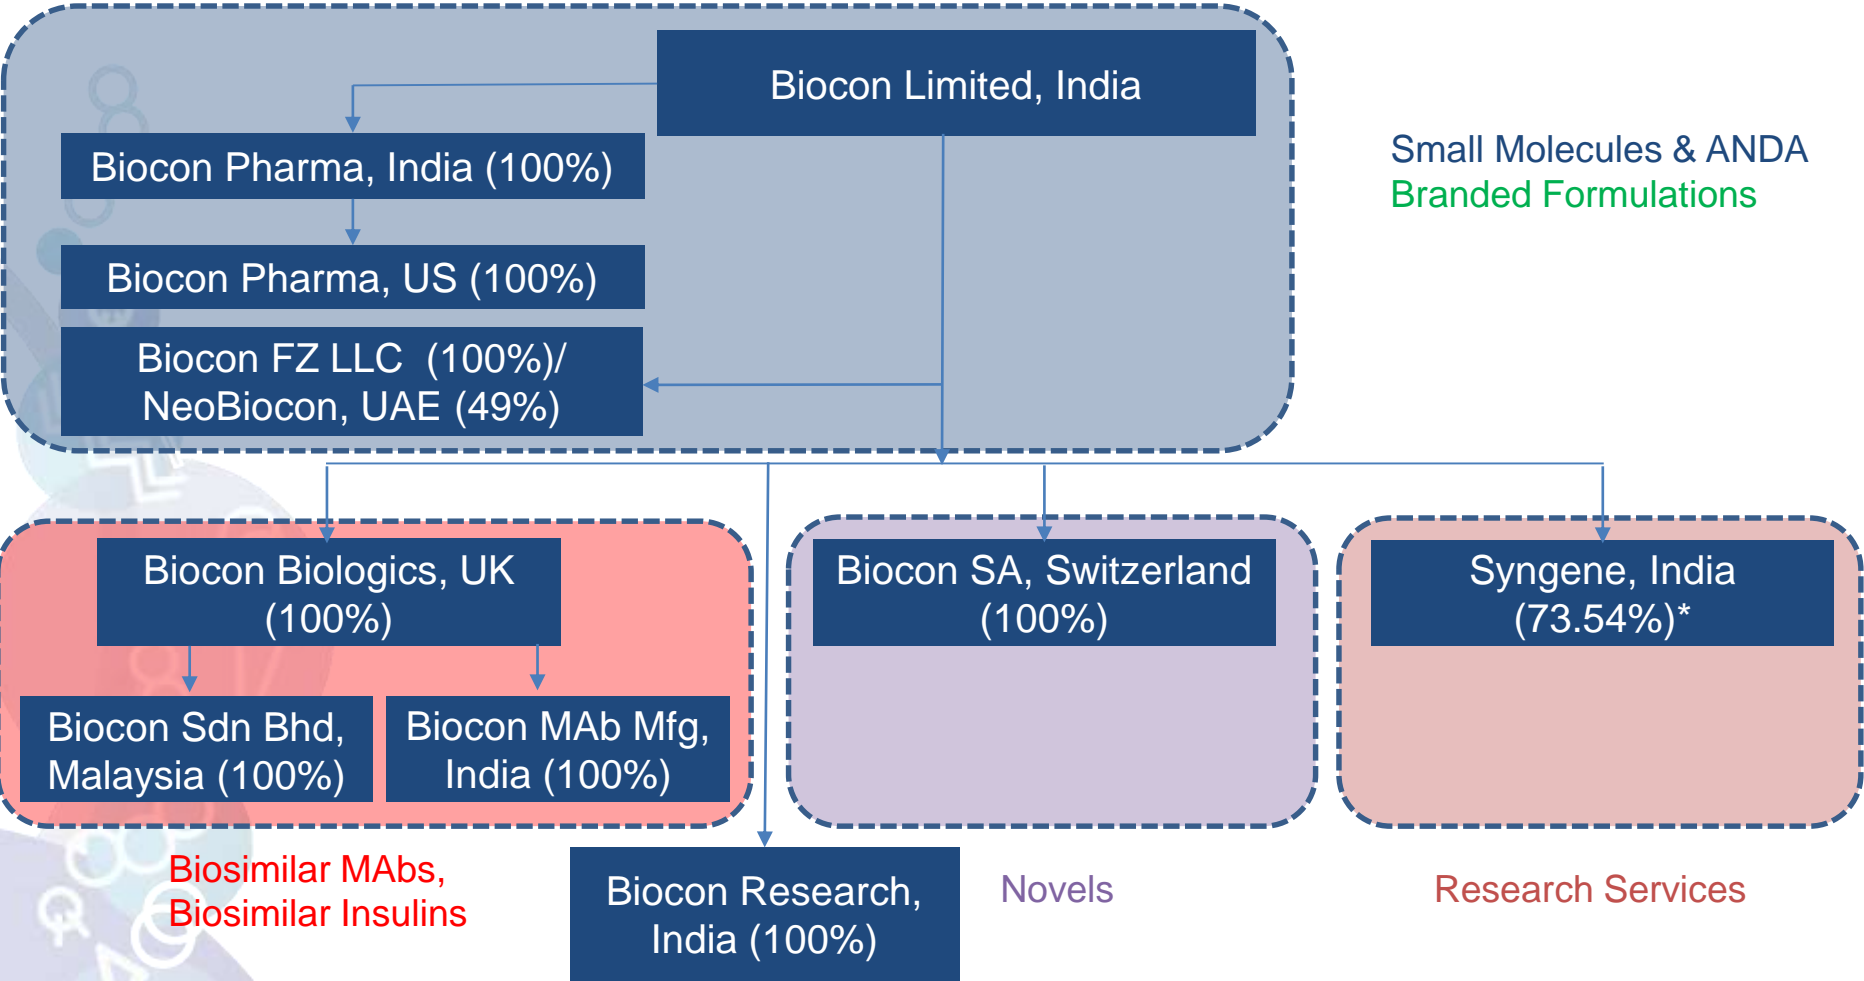 Biocon Limited, India
Biocon Pharma, India (100%)
Small Molecules & ANDA
Branded Formulations
Biocon Pharma, US (100%)
Biocon FZ LLC  (100%)/
NeoBiocon, UAE (49%)
Biocon Biologics, UK
(100%)
Biocon SA, Switzerland
(100%)
Syngene, India
(73.54%)*
Biocon Sdn Bhd,
Malaysia (100%)
Biocon MAb Mfg,
India (100%)
Biosimilar MAbs,
Biosimilar Insulins
Biocon Research,
India (100%)
Novels
Research Services